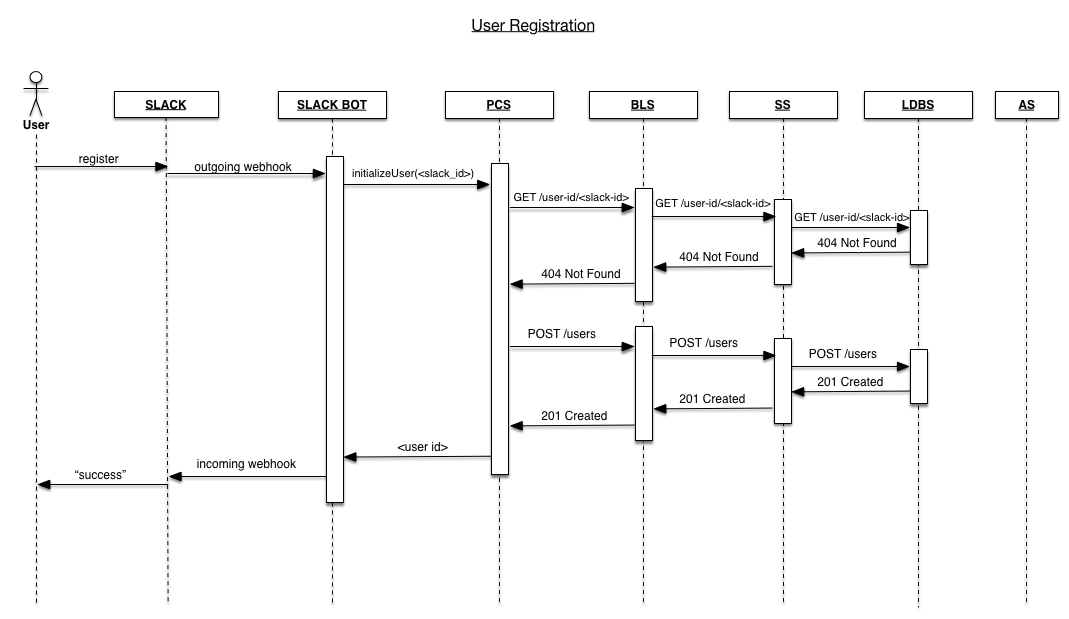 User Registration
User
SLACK
SLACK BOT
PCS
BLS
SS
LDBS
AS
register
outgoing webhook
initializeUser(<slack_id>)
GET /user-id/<slack-id>
GET /user-id/<slack-id>
GET /user-id/<slack-id>
404 Not Found
404 Not Found
404 Not Found
POST /users
POST /users
POST /users
201 Created
201 Created
201 Created
<user id>
incoming webhook
“success”